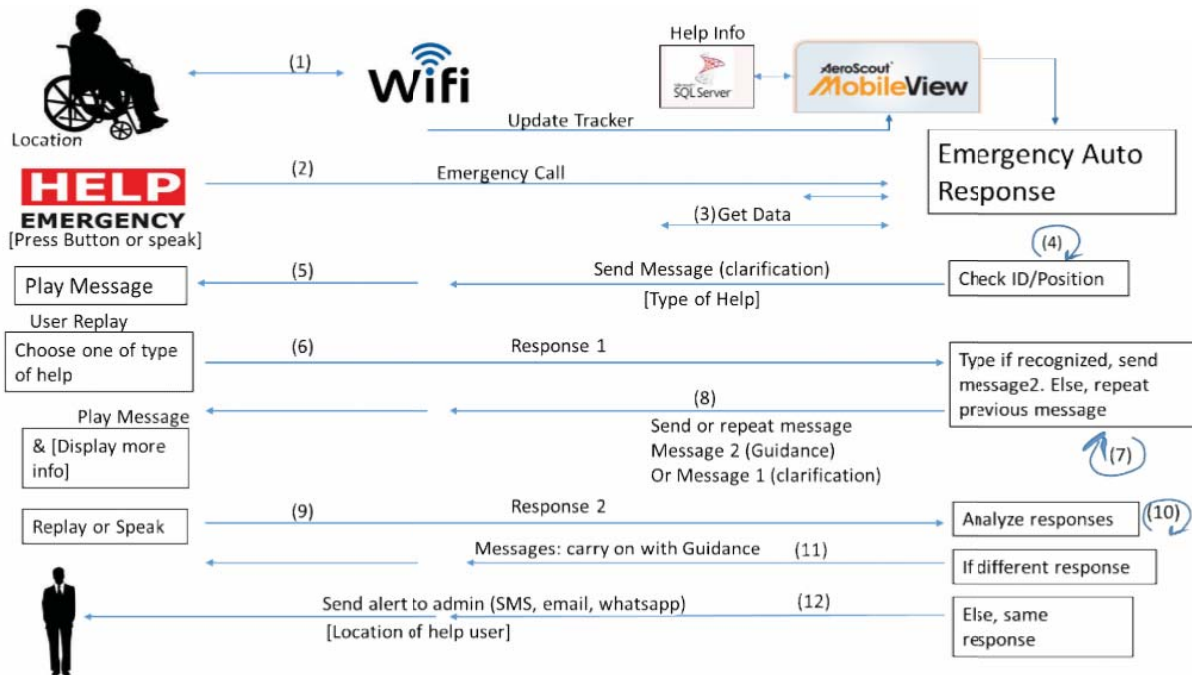 (1)
Wifi
Help Info
Microsoft
SQL Server
AeroScout
MobileView
Location
Update Tracker
Emergency Auto
Response
HELP
EMERGENCY
[Press Button or speak]
(2)
Emergency Call
(3)Get Data
(4)
Play Message
(5)
Send Message (clarification)
[Type of Help]
Check ID/Position
User Replay
Choose one of type
of help
(6)
Response 1
Type if recognized, send
message2. Else, repeat
previous message
(7)
(8)
Send or repeat message
Message 2 (Guidance)
Or Message 1 (clarification)
Play Message
& [Display more
info]
Replay or Speak
(9)
Response 2
Analyze responses
(10)
Messages: carry on with Guidance
(11)
If different response
Send alert to admin (SMS, email, whatsapp)
[Location of help user]
(12)
Else, same
response